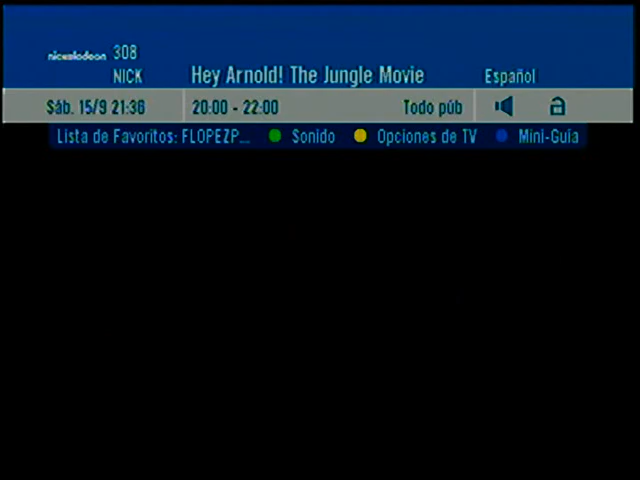 nickelodeon 308
NICK Hey Arnold! The Jungle Movie Español
Sáb. 15/9 21:36 20:00 - 22:00 Todo púb
Lista de Favoritos: FLOPEZP... Sonido Opciones de TV Mini-Guía